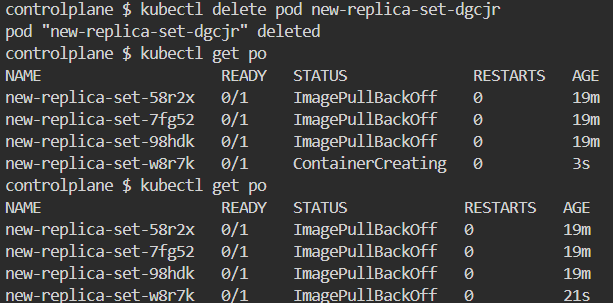 controlplane $ kubectl delete pod new-replica-set-dgcjr
pod "new-replica-set-dgcjr" deleted
controlplane $ kubectl get po
NAME READY STATUS RESTARTS AGE
new-replica-set-58r2x 0/1 ImagePullBackOff 0 19m
new-replica-set-7fg52 0/1 ImagePullBackOff 0 19m
new-replica-set-98hdk 0/1 ImagePullBackOff 0 19m
new-replica-set-w8r7k 0/1 ContainerCreating 0 3s
controlplane $ kubectl get po
NAME READY STATUS RESTARTS AGE
new-replica-set-58r2x 0/1 ImagePullBackOff 0 19m
new-replica-set-7fg52 0/1 ImagePullBackOff 0 19m
new-replica-set-98hdk 0/1 ImagePullBackOff 0 19m
new-replica-set-w8r7k 0/1 ImagePullBackOff 0 21s